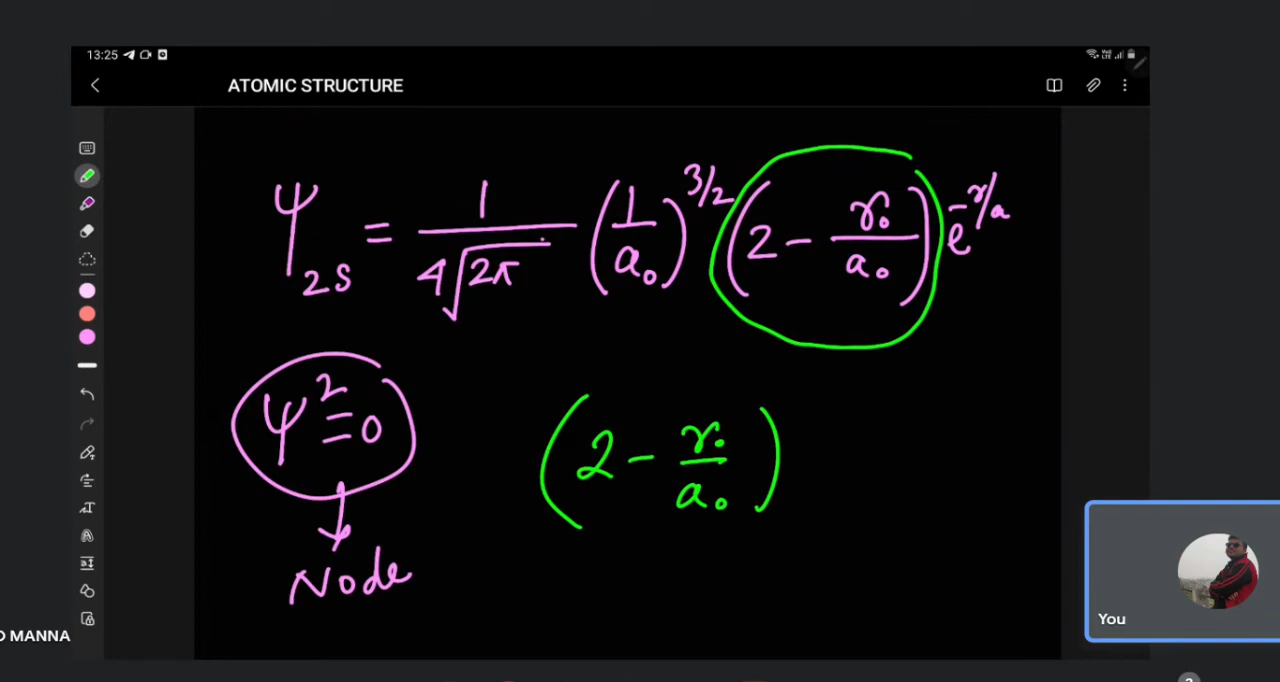 13:25
ATOMIC STRUCTURE
ψ2s = 1/(4√2π) (1/a₀)^3/2 (2 − r₀/a₀) e^−r/a
ψ² = 0
(2 − r₀/a₀)
Node
You
O MANNA